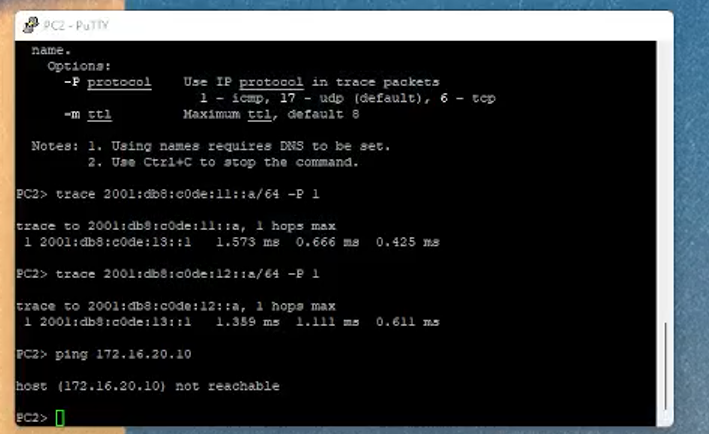 PC2 - PuTTY
name.
Options:
-P protocol Use IP protocol in trace packets
1 - icmp, 17 - udp (default), 6 - tcp
-m ttl Maximum ttl, default 8
Notes: 1. Using names requires DNS to be set.
2. Use Ctrl+C to stop the command.
PC2> trace 2001:db8:c0de:11::a/64 -P 1
trace to 2001:db8:c0de:11::a, 1 hops max
1 2001:db8:c0de:13::1 1.573 ms 0.666 ms 0.425 ms
PC2> trace 2001:db8:c0de:12::a/64 -P 1
trace to 2001:db8:c0de:12::a, 1 hops max
1 2001:db8:c0de:13::1 1.359 ms 1.111 ms 0.611 ms
PC2> ping 172.16.20.10
host (172.16.20.10) not reachable
PC2>